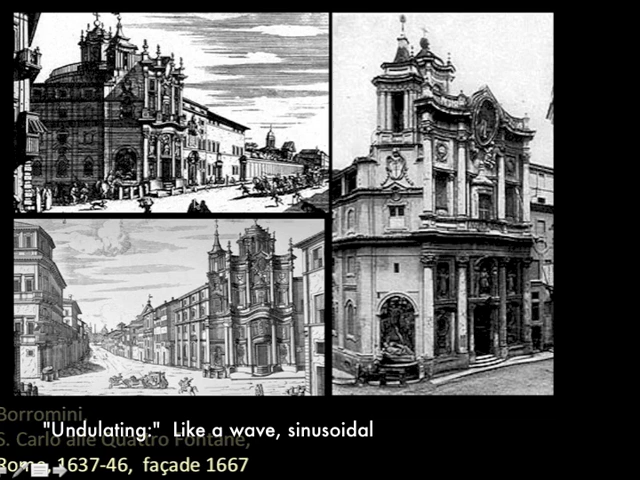 Borromini,
"Undulating:" Like a wave, sinusoidal
S. Carlo alle Quattro Fontane,
Rome, 1637-46, façade 1667